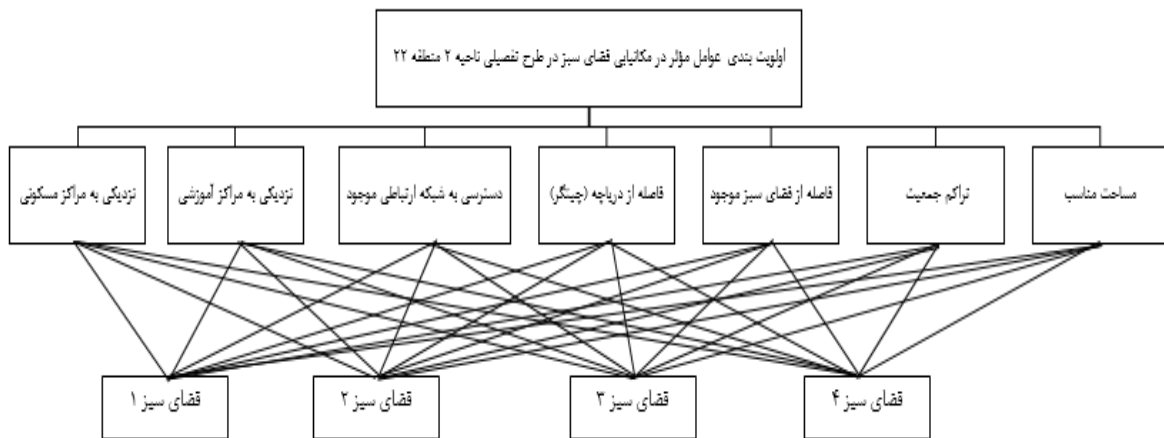 اولویت بندی عوامل مؤثر در مکانیابی فضای سبز در طرح تفصیلی ناحیه ۲ منطقه ۲۲
مساحت مناسب
تراکم جمعیت
فاصله از فضای سبز موجود
فاصله از دریاچه (چیتگر)
دسترسی به شبکه ارتباطی موجود
نزدیکی به مراکز آموزشی
نزدیکی به مراکز مسکونی
فضای سبز ۴
فضای سبز ۳
فضای سبز ۲
فضای سبز ۱